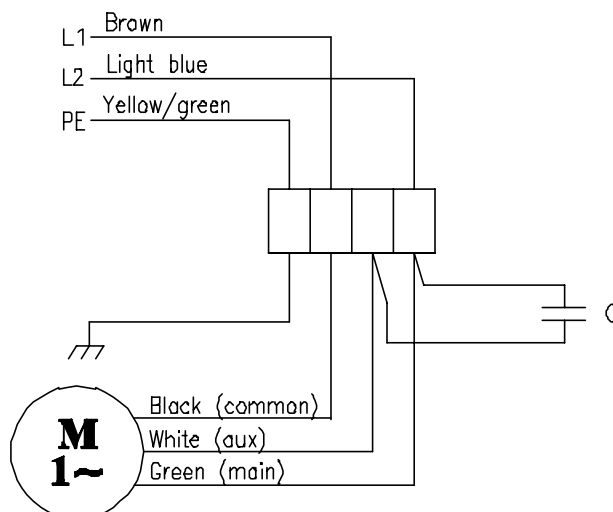 L1 Brown
L2 Light blue
PE Yellow/green
Black (common)
White (aux)
Green (main)
M
1~